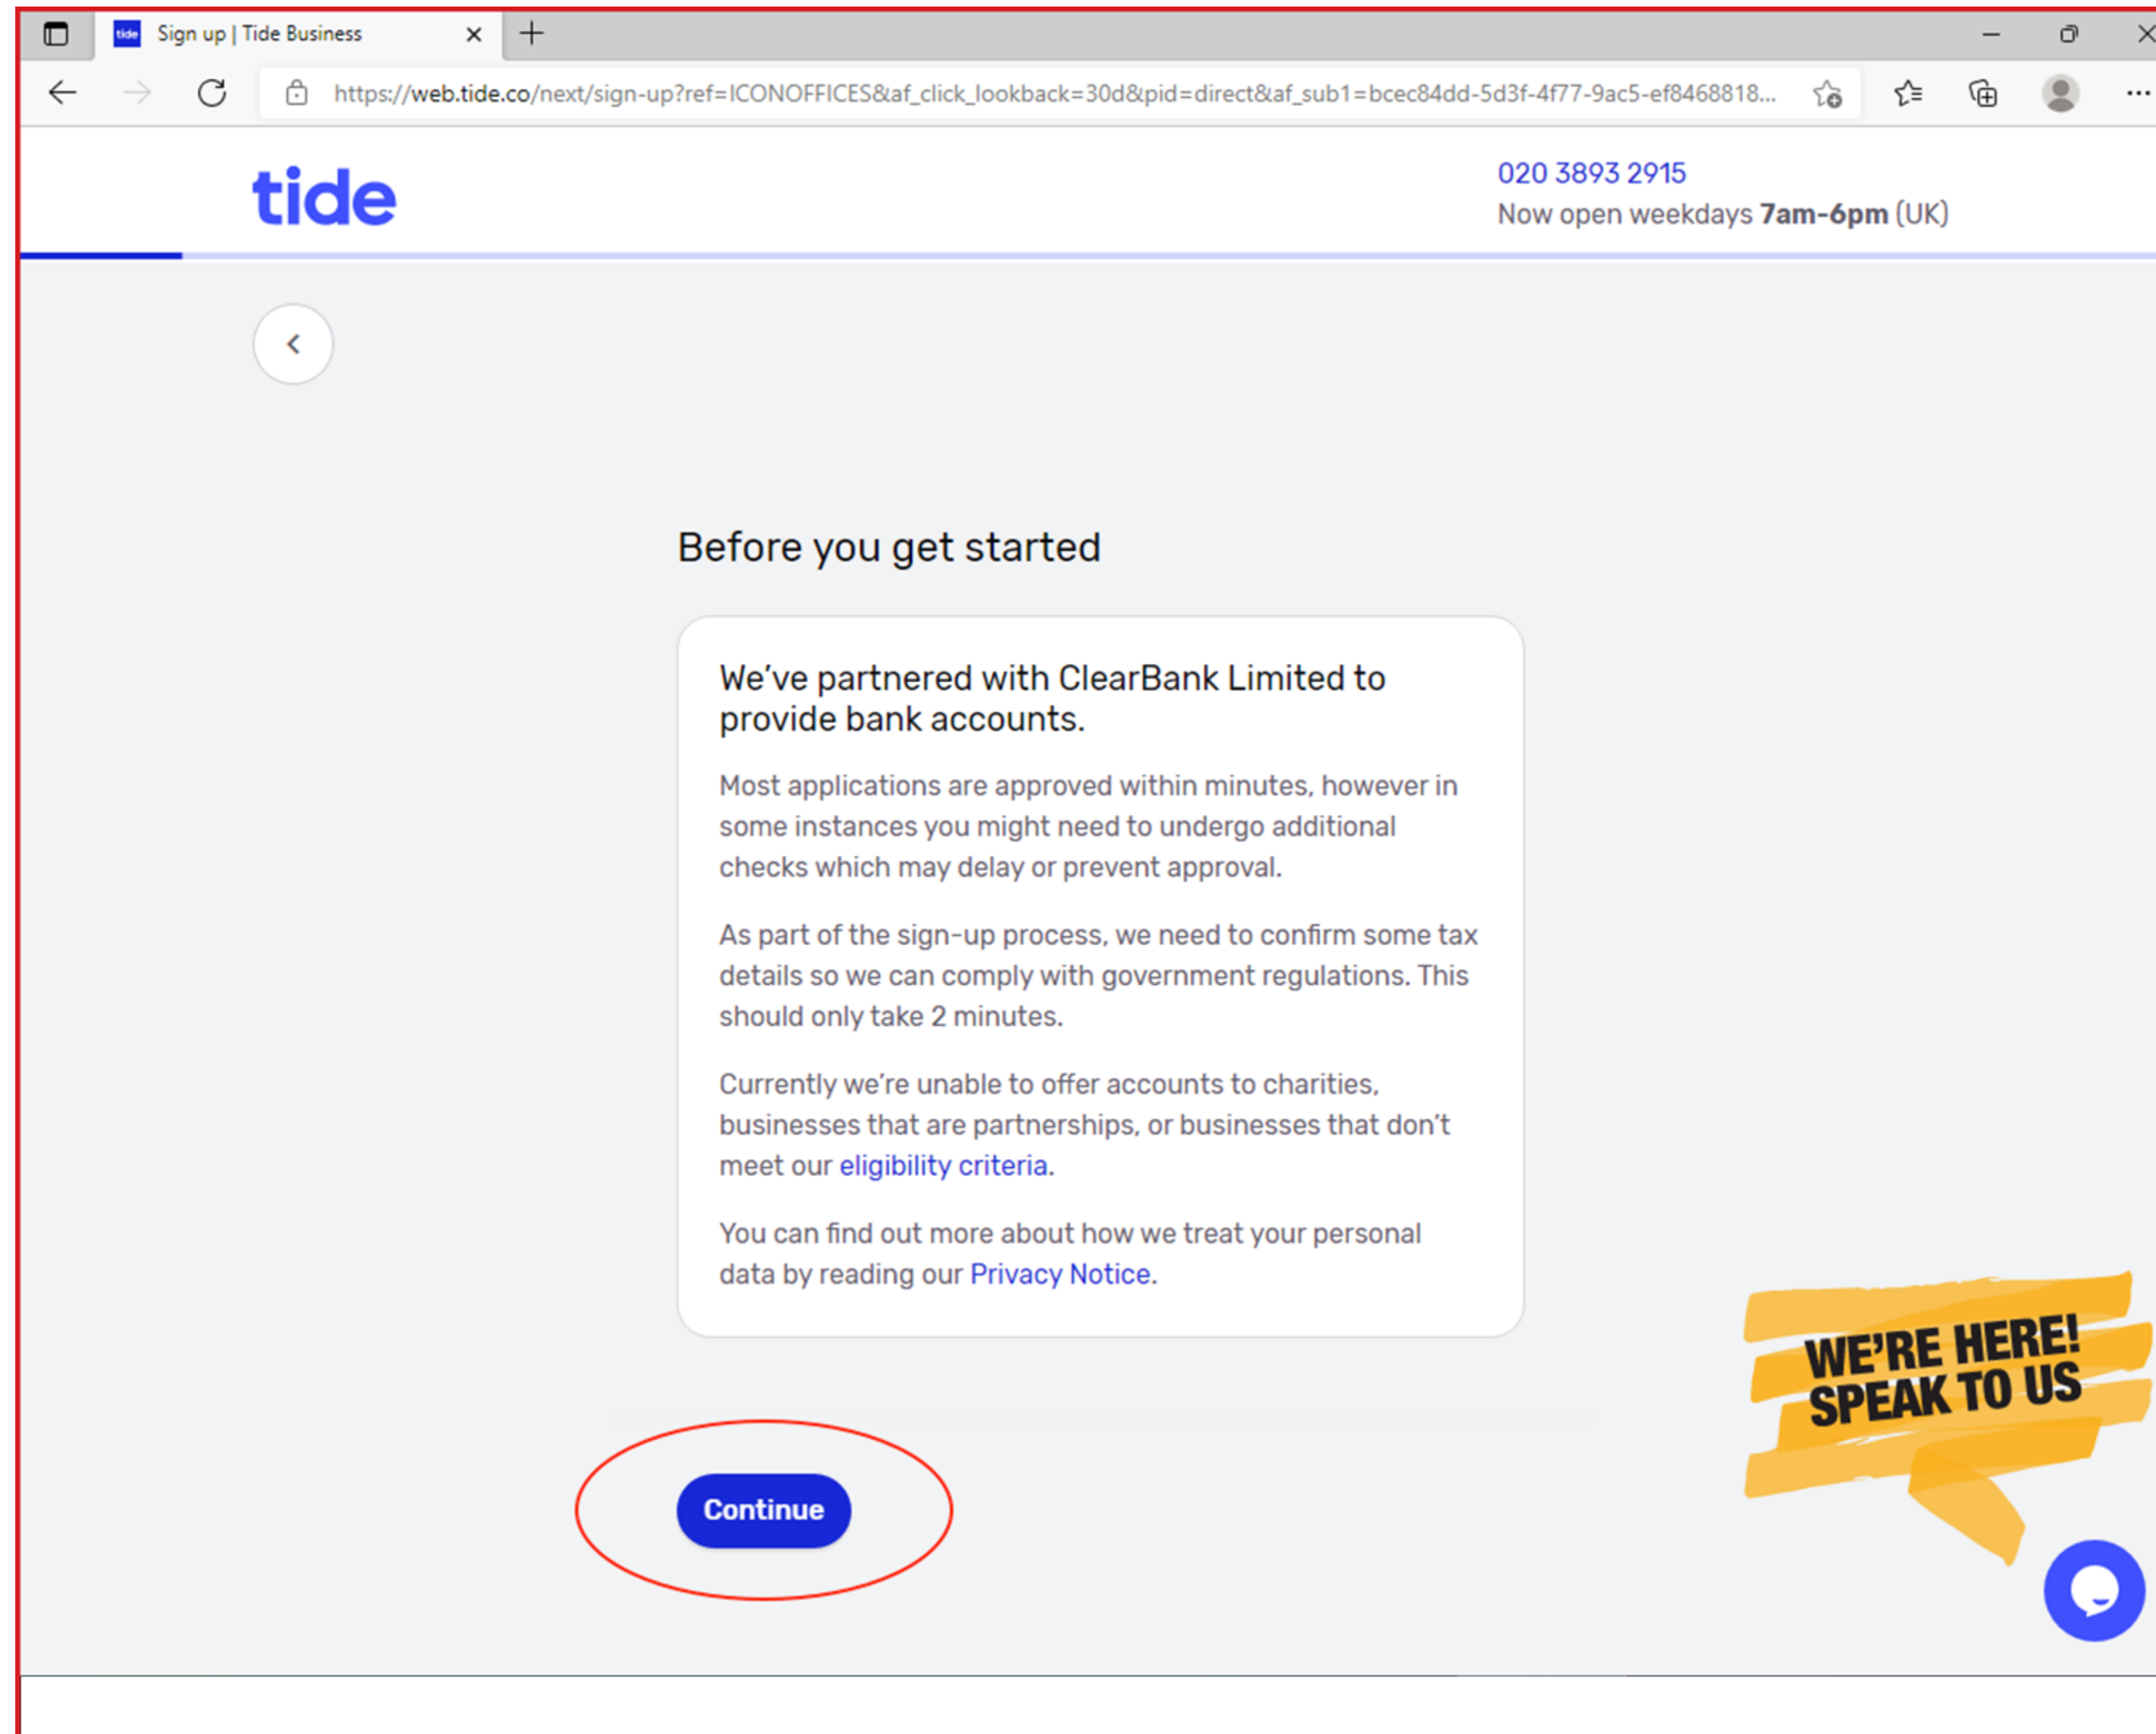 tide Sign up | Tide Business
https://web.tide.co/next/sign-up?ref=ICONOFFICES&af_click_lookback=30d&pid=direct&af_sub1=bcec84dd-5d3f-4f77-9ac5-ef8468818...
tide
020 3893 2915
Now open weekdays 7am-6pm (UK)
Before you get started
We've partnered with ClearBank Limited to
provide bank accounts.
Most applications are approved within minutes, however in
some instances you might need to undergo additional
checks which may delay or prevent approval.
As part of the sign-up process, we need to confirm some tax
details so we can comply with government regulations. This
should only take 2 minutes.
Currently we're unable to offer accounts to charities,
businesses that are partnerships, or businesses that don't
meet our eligibility criteria.
You can find out more about how we treat your personal
data by reading our Privacy Notice.
WE'RE HERE!
SPEAK TO US
Continue